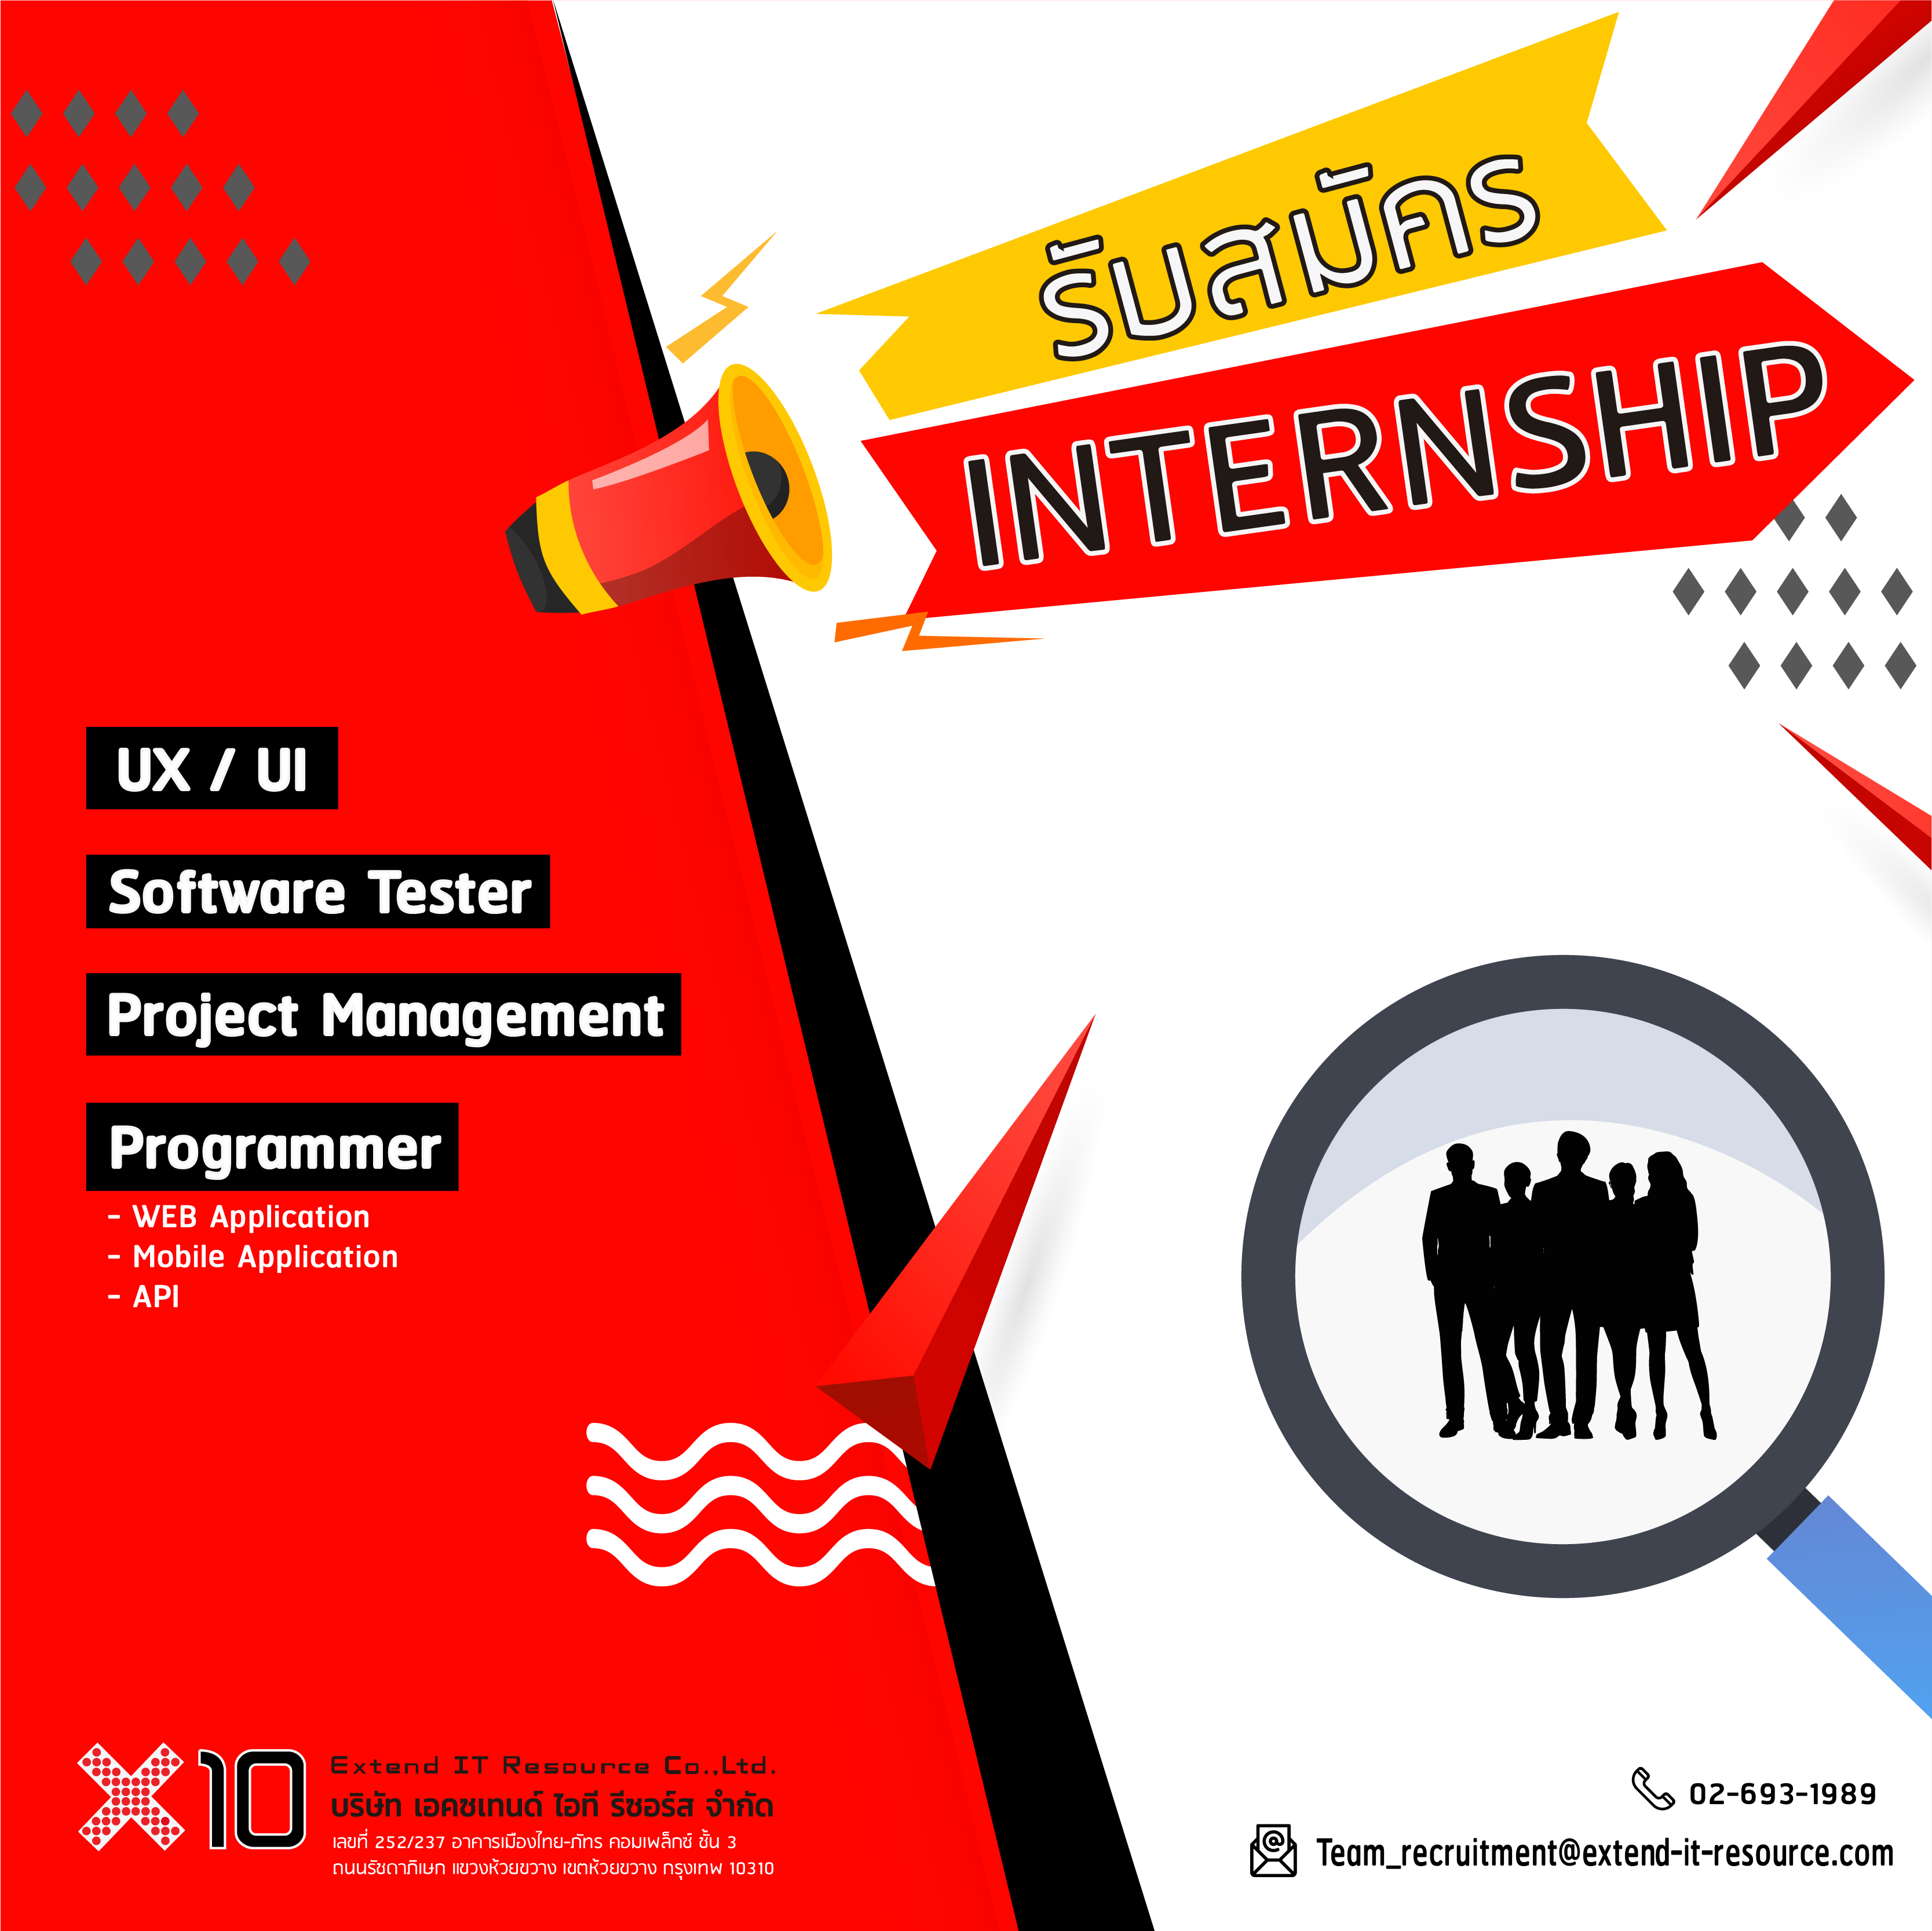 รับสมัคร
INTERNSHIP
UX / UI
Software Tester
Project Management
Programmer
- WEB Application
- Mobile Application
- API
X10
Extend IT Resource Co.,Ltd.
บริษัท เอคซเทนด์ ไอที รีซอร์ส จำกัด
เลขที่ 252/237 อาคารเมืองไทย-ภัทร คอมเพล็กซ์ ชั้น 3
ถนนรัชดาภิเษก แขวงห้วยขวาง เขตห้วยขวาง กรุงเทพ 10310
02-693-1989
Team_recruitment@extend-it-resource.com